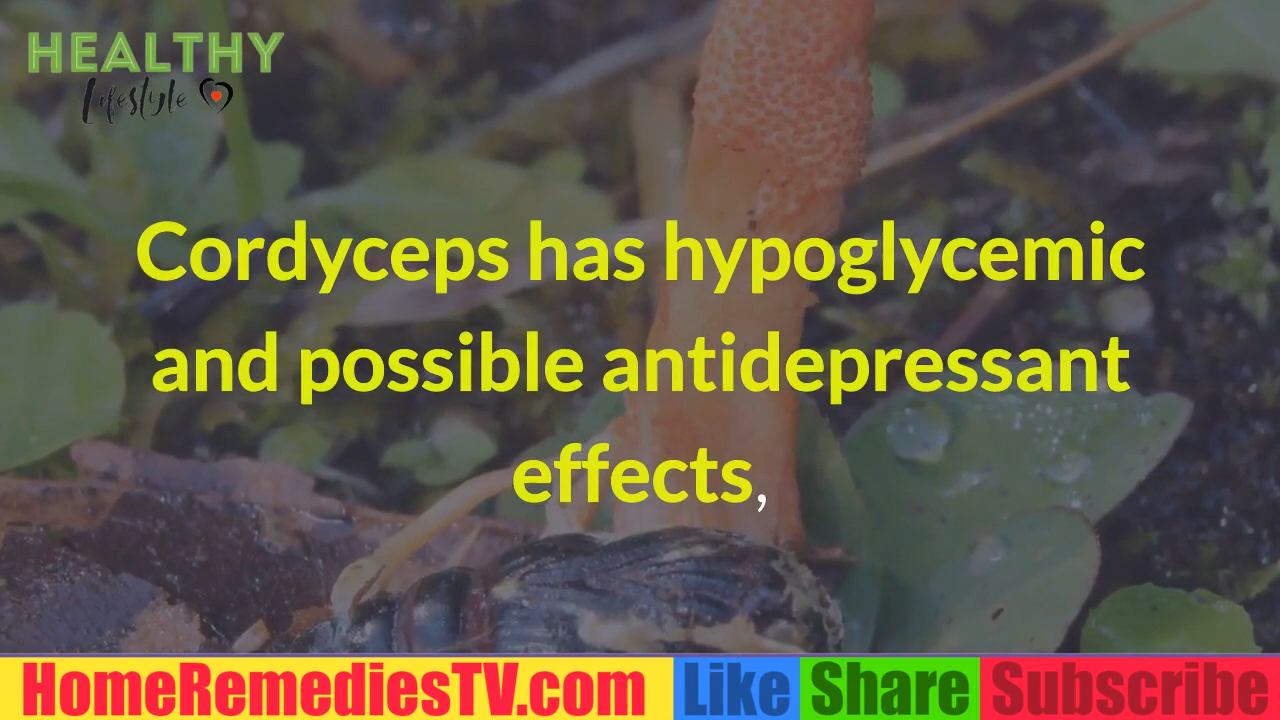 HEALTHY
Lifestyle
Cordyceps has hypoglycemic
and possible antidepressant
effects,
HomeRemediesTV.com Like Share Subscribe